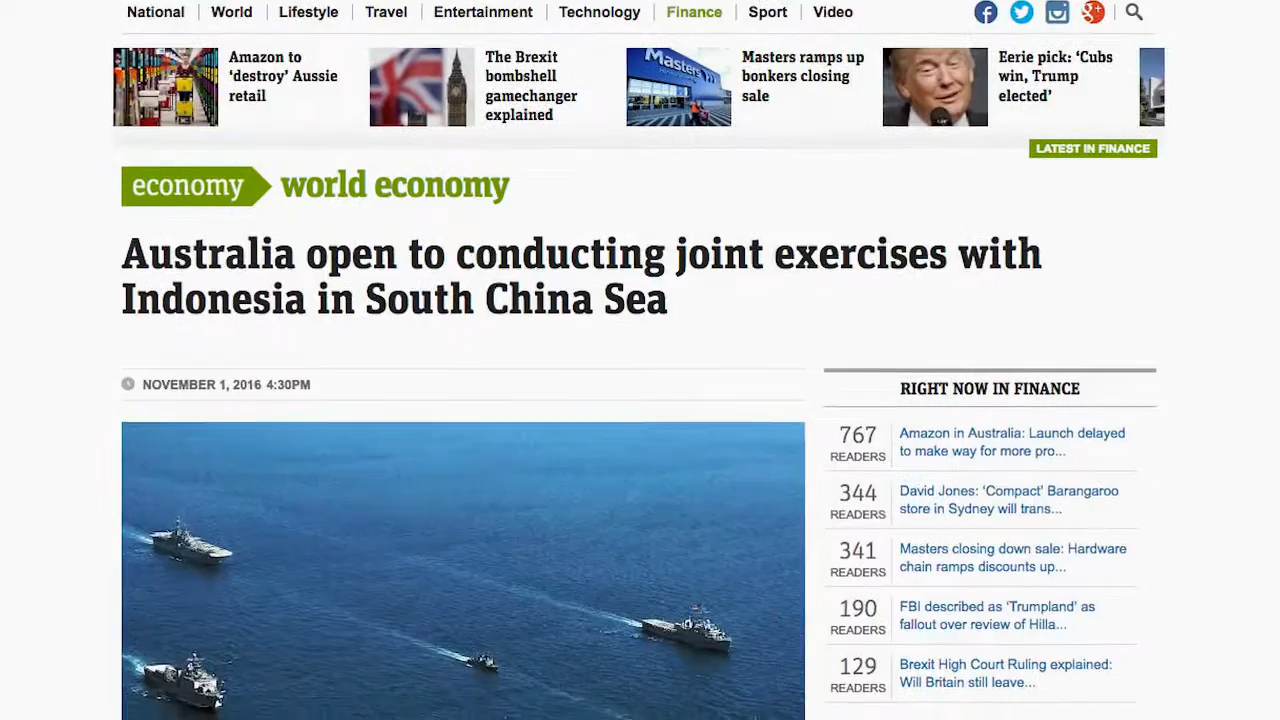 National
World
Lifestyle
Travel
Entertainment
Technology
Finance
Sport
Video
Amazon to
‘destroy’ Aussie
retail
The Brexit
bombshell
gamechanger
explained
Masters
Masters ramps up
bonkers closing
sale
Eerie pick: ‘Cubs
win, Trump
elected’
LATEST IN FINANCE
economy
world economy
Australia open to conducting joint exercises with
Indonesia in South China Sea
NOVEMBER 1, 2016 4:30PM
RIGHT NOW IN FINANCE
767
READERS
Amazon in Australia: Launch delayed
to make way for more pro...
344
READERS
David Jones: ‘Compact’ Barangaroo
store in Sydney will trans...
341
READERS
Masters closing down sale: Hardware
chain ramps discounts up...
190
READERS
FBI described as ‘Trumpland’ as
fallout over review of Hilla...
129
READERS
Brexit High Court Ruling explained:
Will Britain still leave...